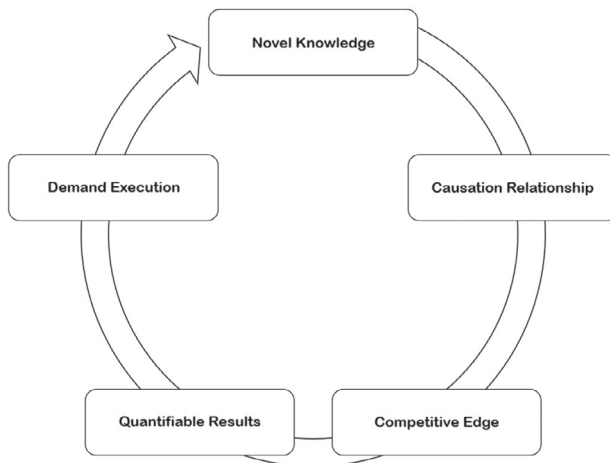 Novel Knowledge
Causation Relationship
Competitive Edge
Quantifiable Results
Demand Execution